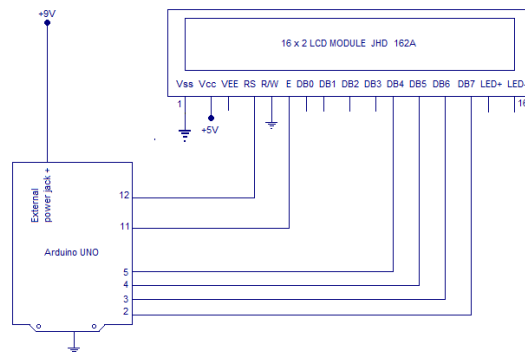 +9V
16 x 2 LCD MODULE JHD 162A
Vss Vcc VEE RS R/W E DB0 DB1 DB2 DB3 DB4 DB5 DB6 DB7 LED+ LED-
1
16
+5V
External
power jack +
12
11
Arduino UNO
5
4
3
2